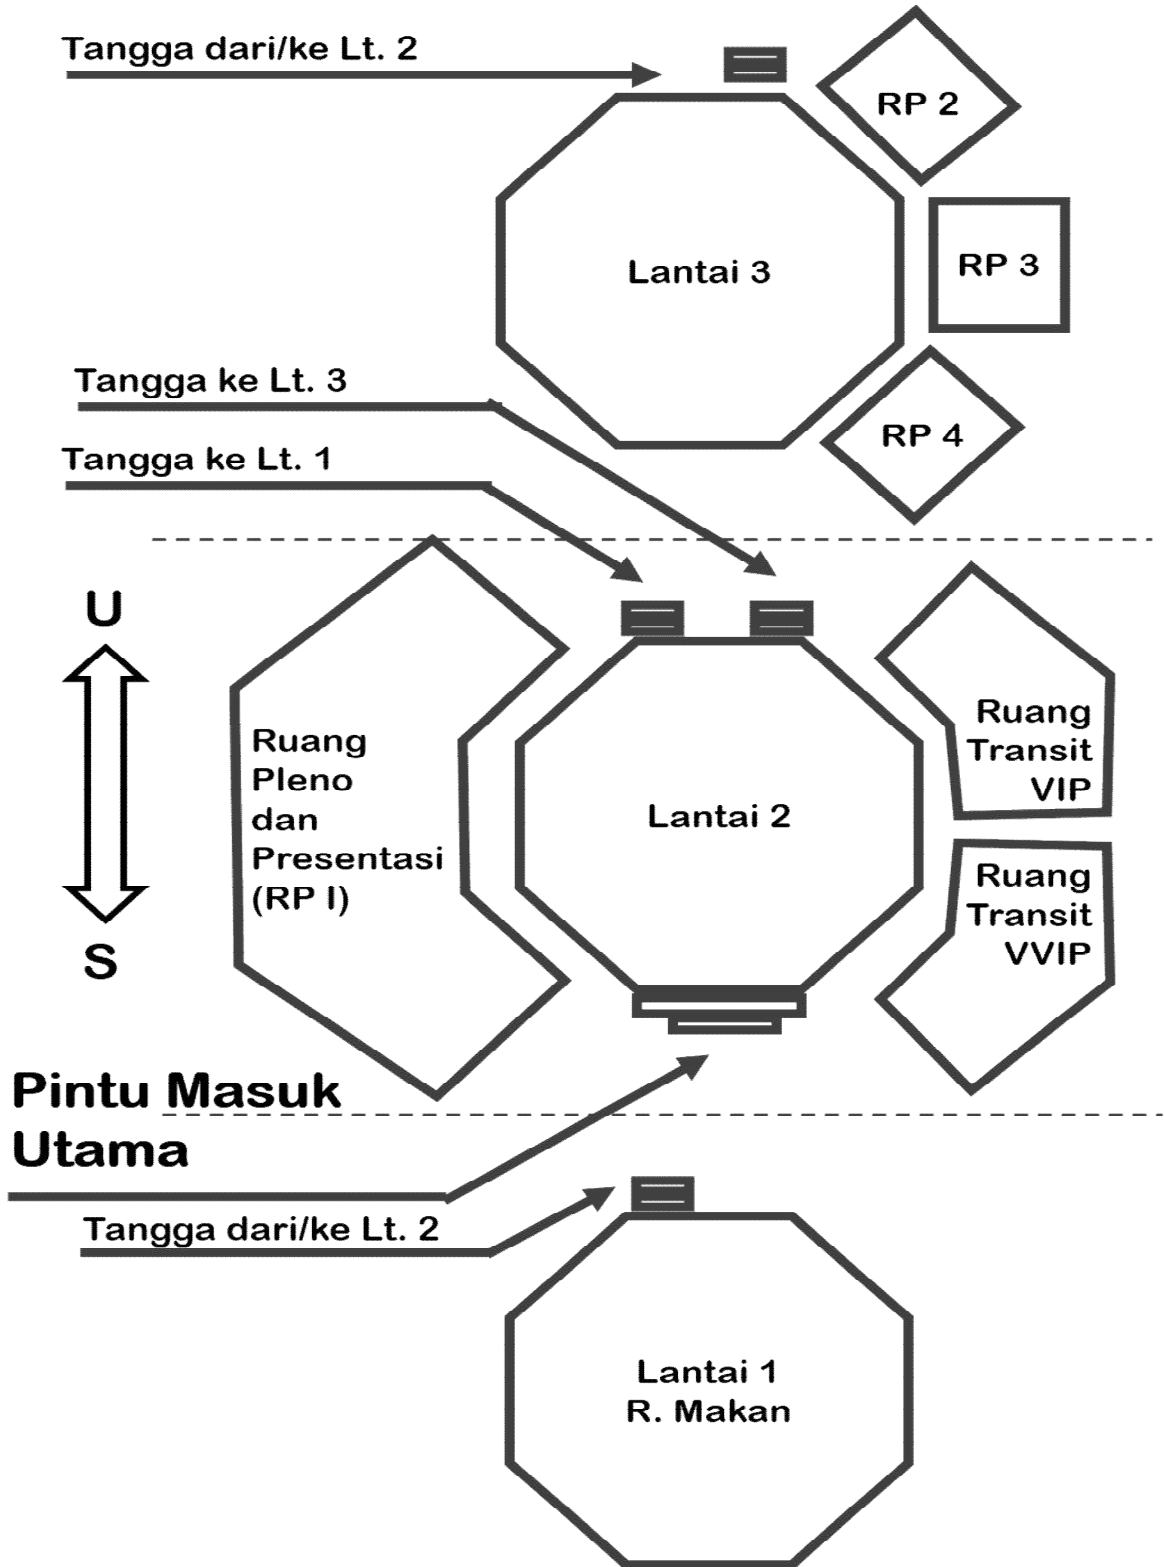 Tangga dari/ke Lt. 2
RP 2
Lantai 3
RP 3
Tangga ke Lt. 3
RP 4
Tangga ke Lt. 1
U
S
Ruang
Pleno
dan
Presentasi
(RP I)
Lantai 2
Ruang
Transit
VIP
Ruang
Transit
VVIP
Pintu Masuk
Utama
Tangga dari/ke Lt. 2
Lantai 1
R. Makan